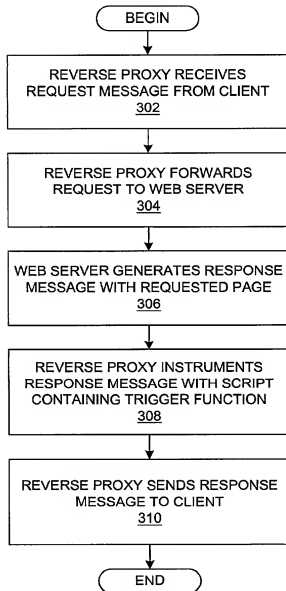 BEGIN
REVERSE PROXY RECEIVES
REQUEST MESSAGE FROM CLIENT
302
REVERSE PROXY FORWARDS
REQUEST TO WEB SERVER
304
WEB SERVER GENERATES RESPONSE
MESSAGE WITH REQUESTED PAGE
306
REVERSE PROXY INSTRUMENTS
RESPONSE MESSAGE WITH SCRIPT
CONTAINING TRIGGER FUNCTION
308
REVERSE PROXY SENDS RESPONSE
MESSAGE TO CLIENT
310
END